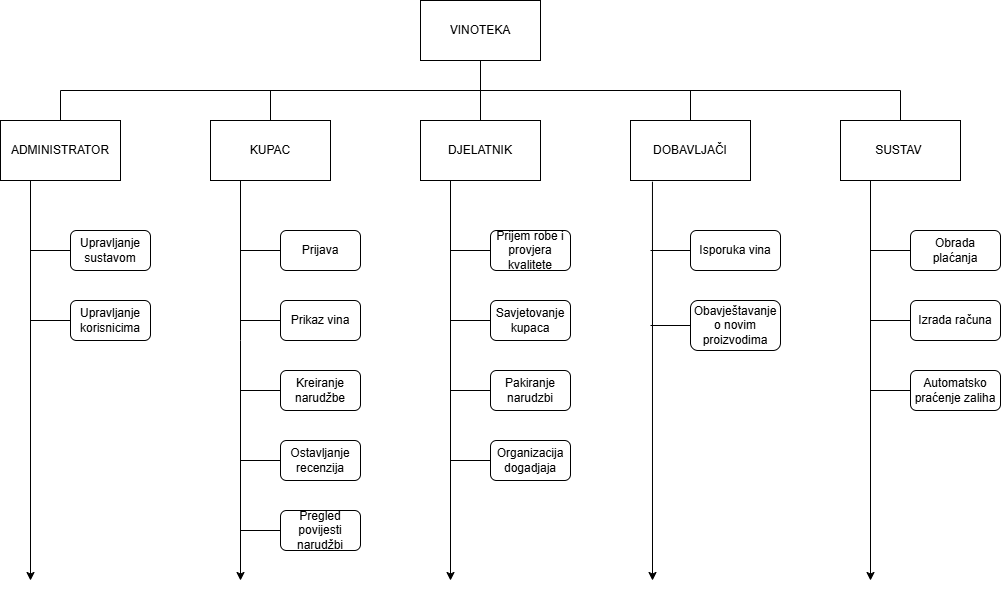 VINOTEKA
ADMINISTRATOR
KUPAC
DJELATNIK
DOBAVLJAČI
SUSTAV
Upravljanje
sustavom
Upravljanje
korisnicima
Prijava
Prikaz vina
Kreiranje
narudžbe
Ostavljanje
recenzija
Pregled
povijesti
narudžbi
Prijem robe i
provjera
kvalitete
Savjetovanje
kupaca
Pakiranje
narudzbi
Organizacija
dogadjaja
Isporuka vina
Obavještavanje
o novim
proizvodima
Obrada
plaćanja
Izrada računa
Automatsko
praćenje zaliha